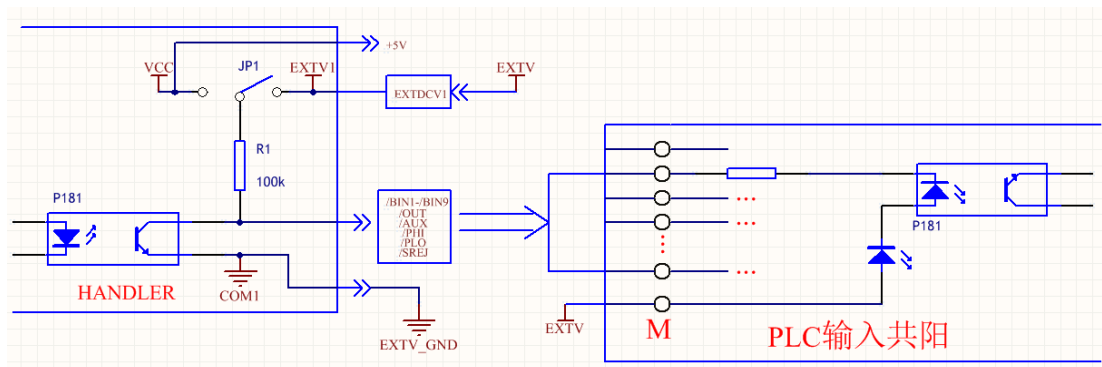 +5V
VCC
JP1
EXTV1
EXTV
EXTDCV1
R1
100k
P181
/BIN1-/BIN9
/OUT
/AUX
/PHI
/PLO
/SREJ
HANDLER
COM1
EXTV_GND
P181
EXTV
M
PLC输入共阳